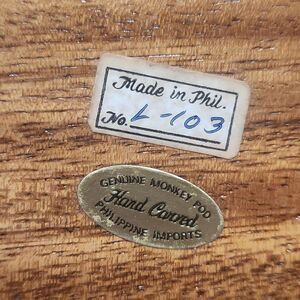 Made in Phil.
No. L-103
GENUINE MONKEY POD
Hand Carved
PHILIPPINE IMPORTS